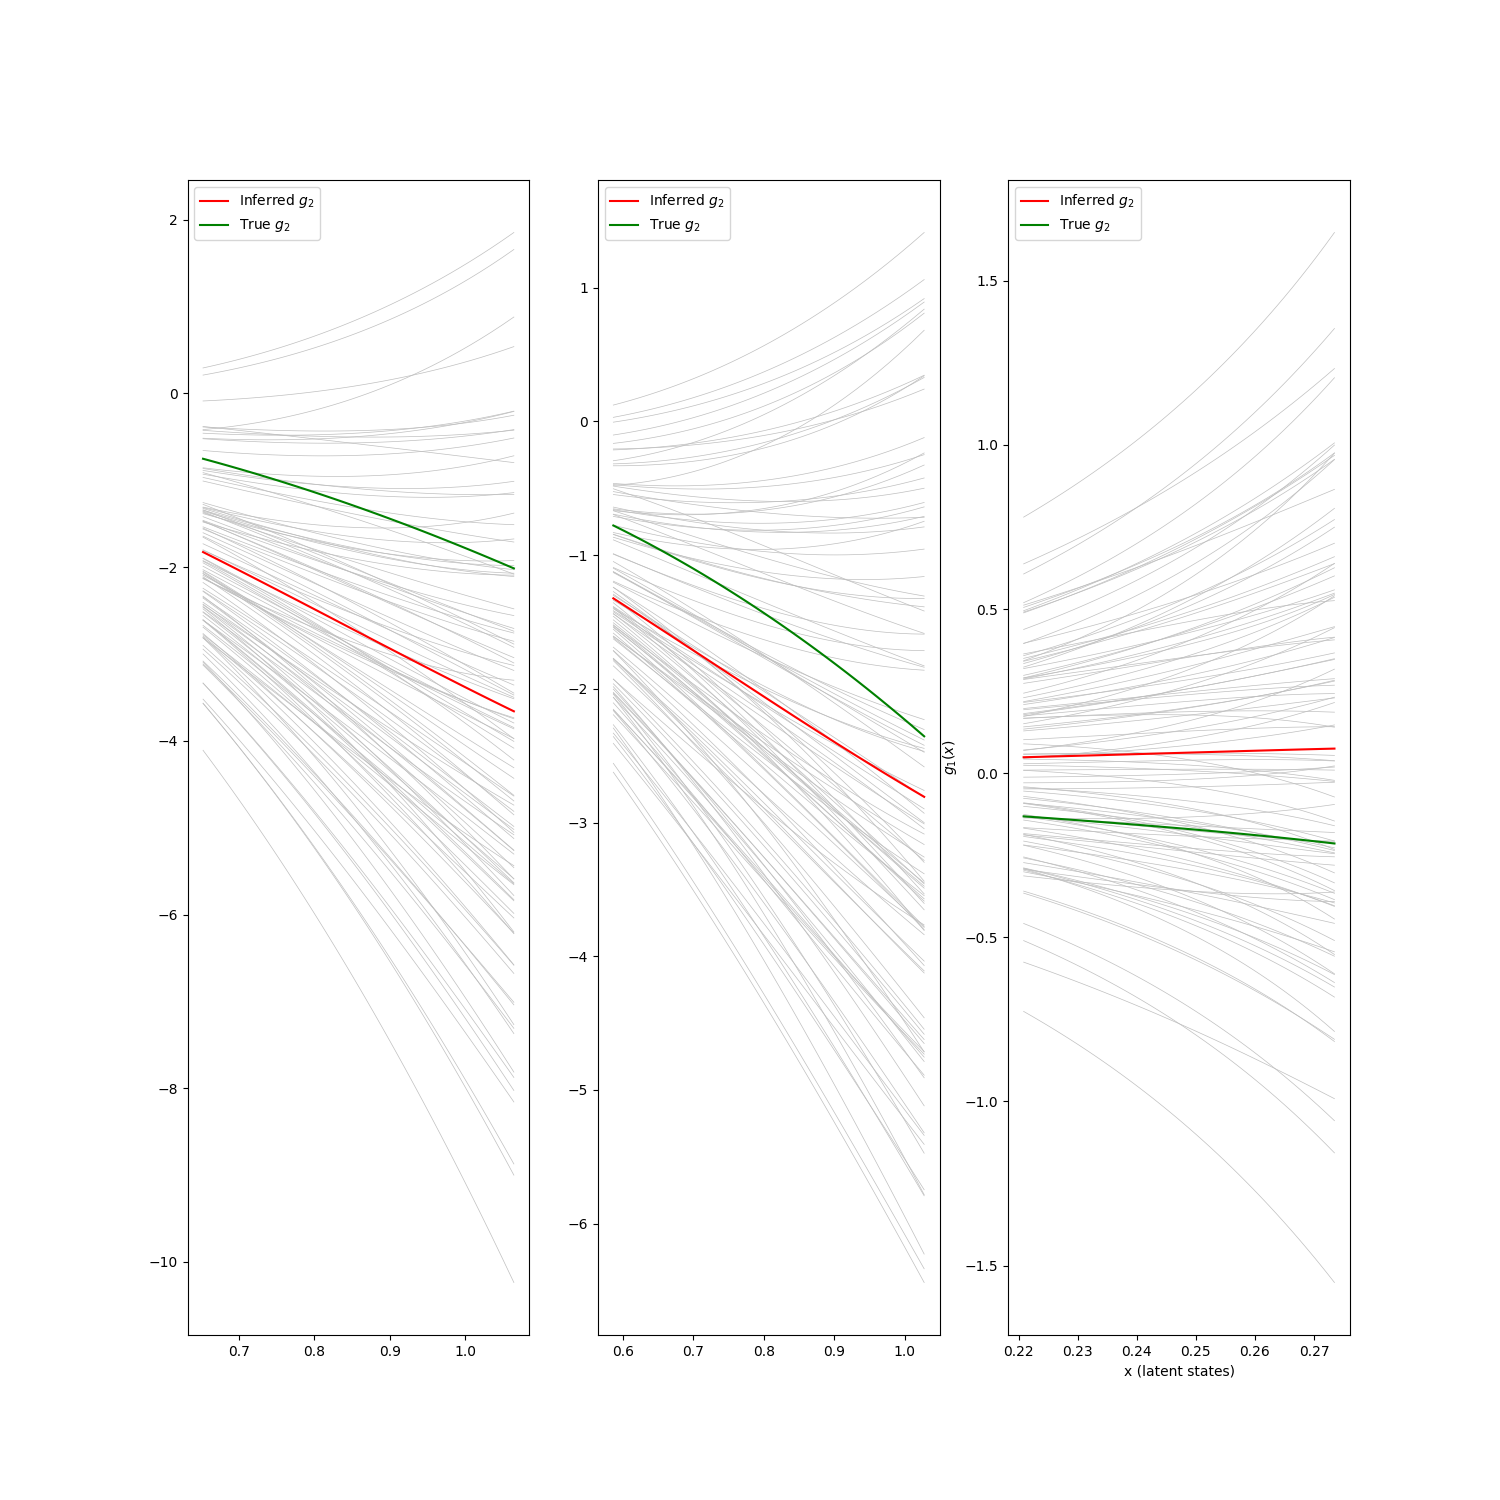 Inferred g₂
True g₂
2
0
−2
−4
−6
−8
−10
0.7 0.8 0.9 1.0
Inferred g₂
True g₂
1
0
−1
−2
−3
−4
−5
−6
0.6 0.7 0.8 0.9 1.0
Inferred g₂
True g₂
1.5
1.0
0.5
0.0
−0.5
−1.0
−1.5
g₁(x)
0.22 0.23 0.24 0.25 0.26 0.27
x (latent states)